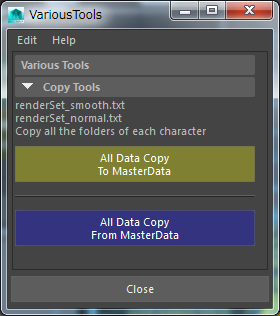 VariousTools
Edit Help
Various Tools
Copy Tools
renderSet_smooth.txt
renderSet_normal.txt
Copy all the folders of each character
All Data Copy
To MasterData
All Data Copy
From MasterData
Close